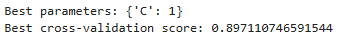 Best parameters: {'C': 1}
Best cross-validation score: 0.897110746591544